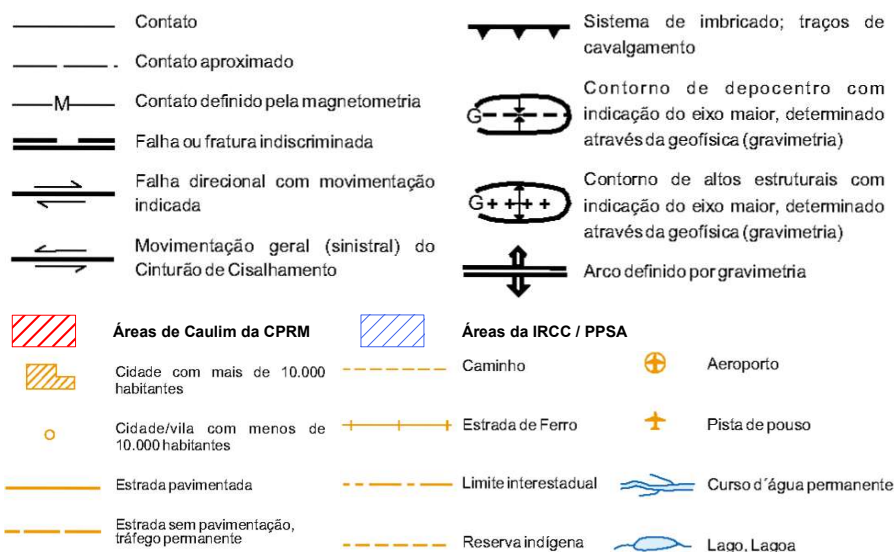 Contato
Contato aproximado
M
Contato definido pela magnetometria
Falha ou fratura indiscriminada
Falha direcional com movimentação
indicada
Movimentação geral (sinistral) do
Cinturão de Cisalhamento
Sistema de imbricado; traços de
cavalgamento
G
Contorno de depocentro com
indicação do eixo maior, determinado
através da geofísica (gravimetria)
G
Contorno de altos estruturais com
indicação do eixo maior, determinado
através da geofísica (gravimetria)
Arco definido por gravimetria
Áreas de Caulim da CPRM
Áreas da IRCC / PPSA
Cidade com mais de 10.000
habitantes
Cidade/vila com menos de
10.000 habitantes
Estrada pavimentada
Estrada sem pavimentação,
tráfego permanente
Caminho
Estrada de Ferro
Limite interestadual
Reserva indígena
Aeroporto
Pista de pouso
Curso d´água permanente
Lago, Lagoa